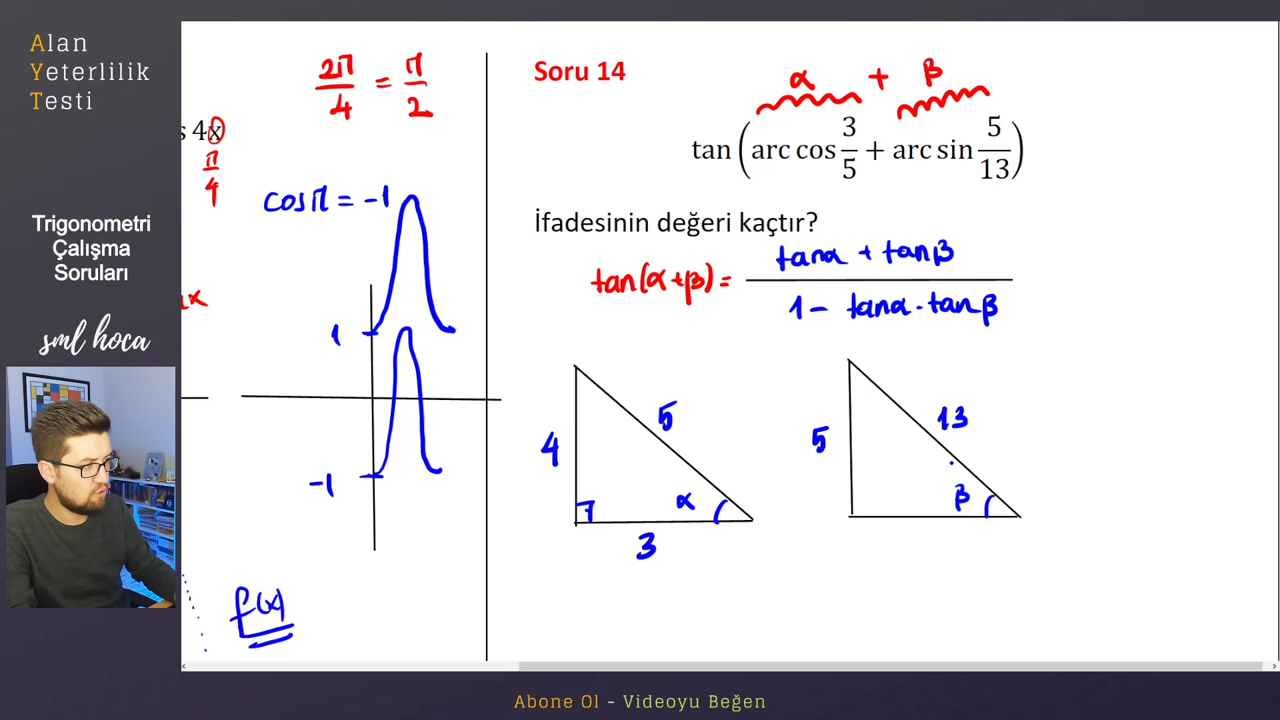 Alan
Yeterlilik
Testi
Trigonometri
Çalışma
Soruları
sml hoca
s 4x
π
4
2π/4 = π/2
cosπ = -1
1
-1
f(x)
Soru 14
α + β
tan(arc cos 3/5 + arc sin 5/13)
İfadesinin değeri kaçtır?
tan(α+β) = tanα + tanβ / 1 - tanα · tanβ
4
5
α
3
5
13
β
Abone Ol - Videoyu Beğen